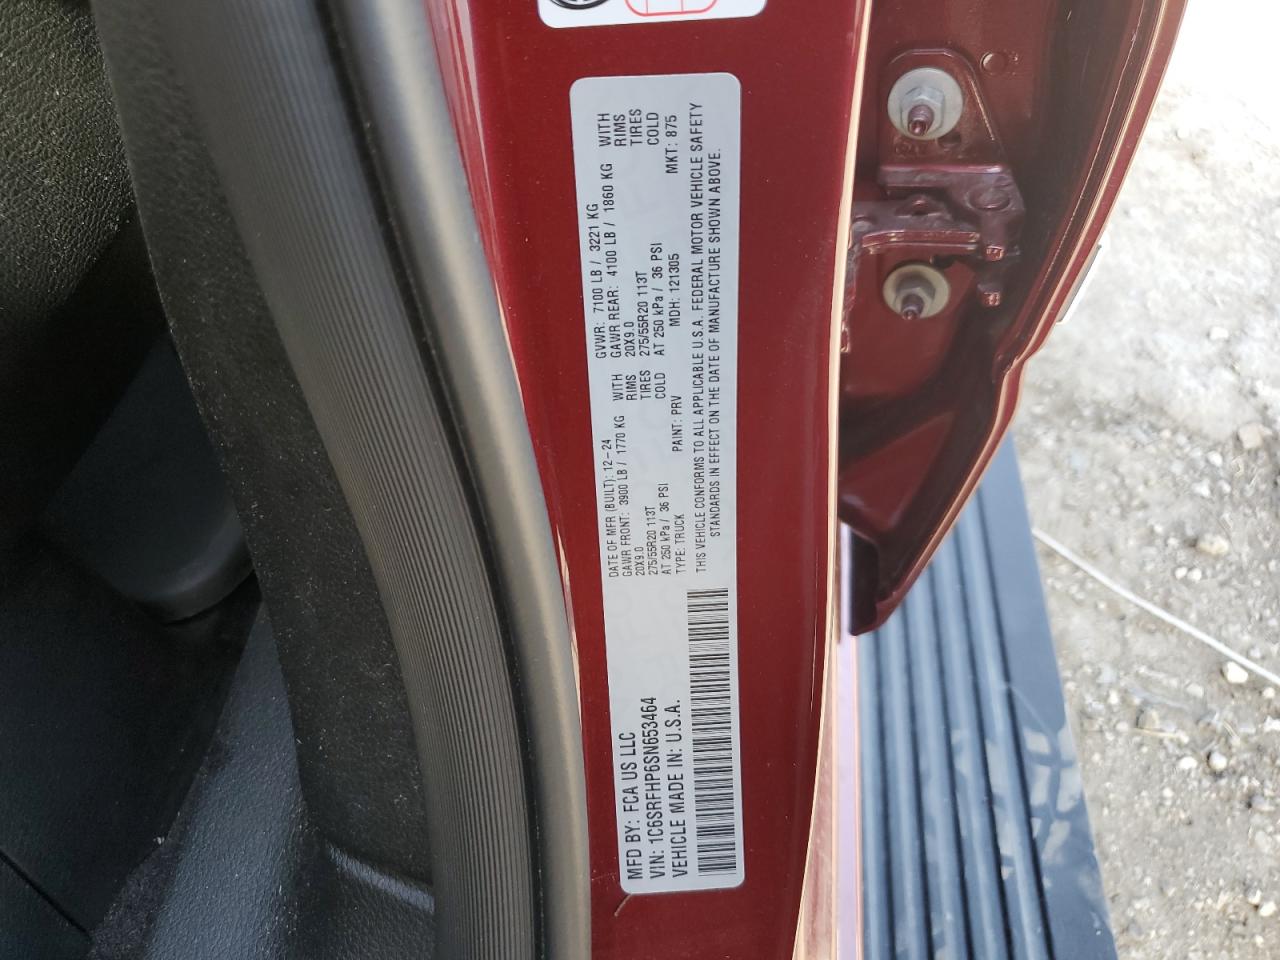 MFD BY: FCA US LLC
VIN: 1C6SRFHP6SN653464
VEHICLE MADE IN: U.S.A.
DATE OF MFR (BUILT): 12-24 GVWR: 7100 LB / 3221 KG
GAWR FRONT: 3900 LB / 1770 KG WITH GAWR REAR: 4100 LB / 1860 KG WITH
20X9.0 RIMS 20X9.0 RIMS
275/55R20 113T TIRES 275/55R20 113T TIRES
AT 250 kPa / 36 PSI COLD AT 250 kPa / 36 PSI COLD
TYPE: TRUCK PAINT: PRV MDH: 121305 MKT: 875
THIS VEHICLE CONFORMS TO ALL APPLICABLE U.S.A. FEDERAL MOTOR VEHICLE SAFETY
STANDARDS IN EFFECT ON THE DATE OF MANUFACTURE SHOWN ABOVE.